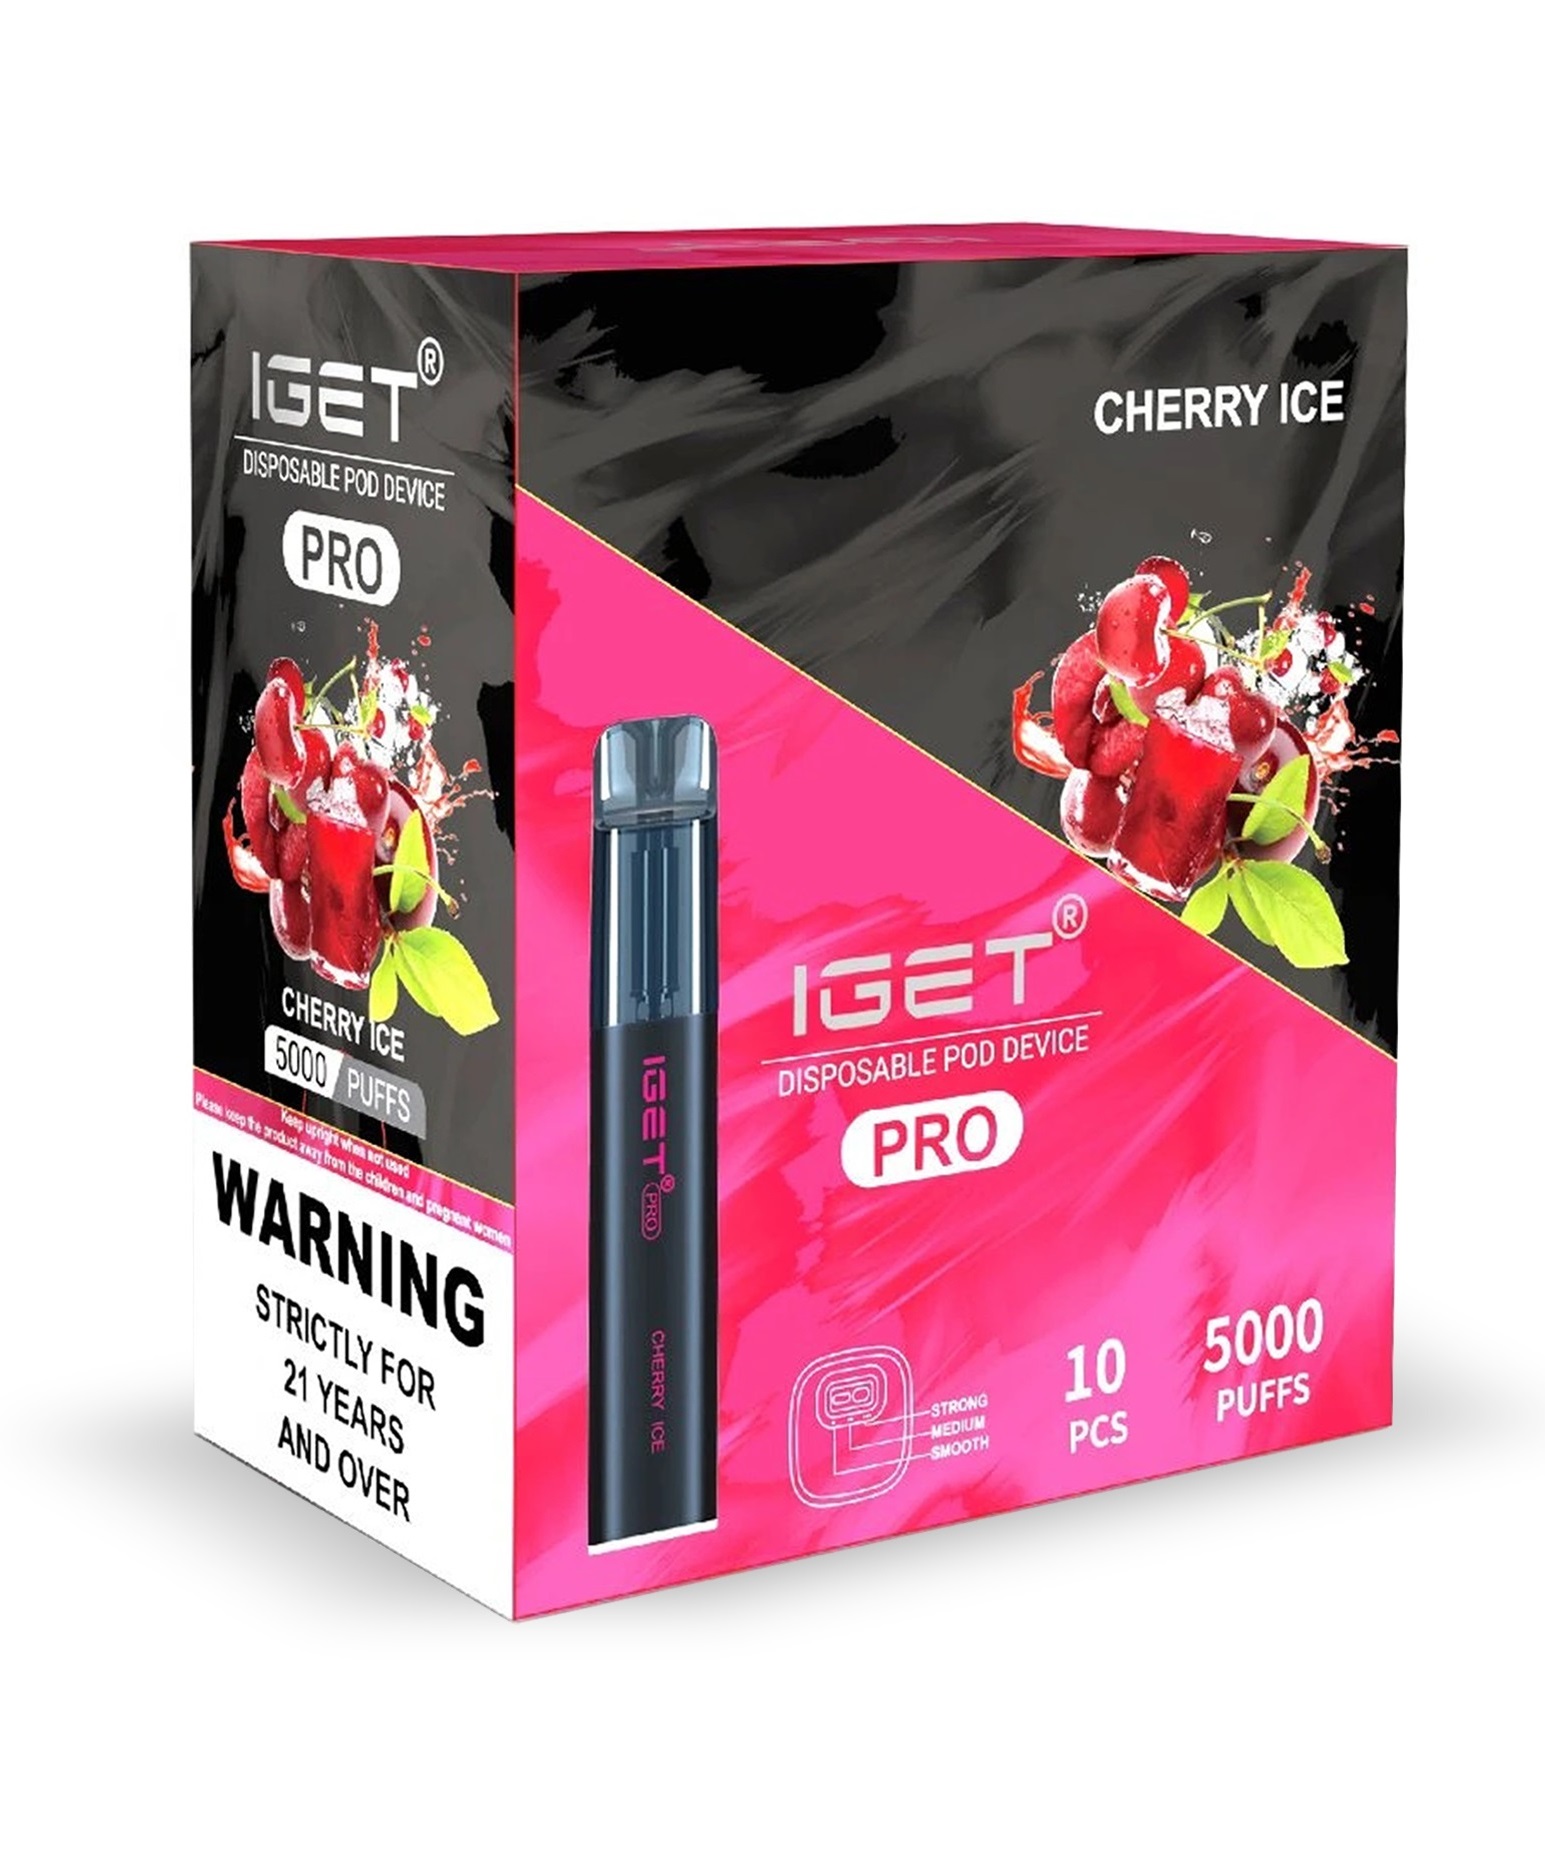 IGET®
DISPOSABLE POD DEVICE
PRO
CHERRY ICE
5000 PUFFS
Keep upright when not used
Please keep the product away from the children and pregnant women
WARNING
STRICTLY FOR
21 YEARS
AND OVER
CHERRY ICE
IGET®
DISPOSABLE POD DEVICE
PRO
IGET® PRO
CHERRY ICE
STRONG
MEDIUM
SMOOTH
10
PCS
5000
PUFFS